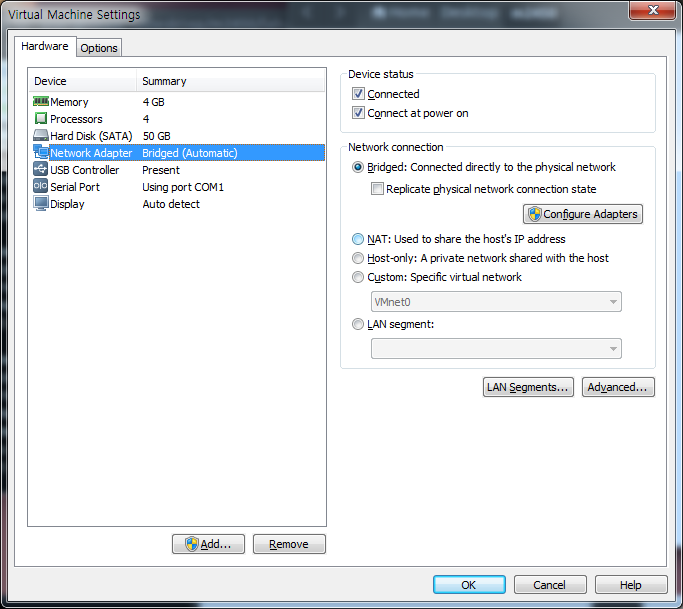 Virtual Machine Settings
Hardware
Options
Device Summary
Memory 4 GB
Processors 4
Hard Disk (SATA) 50 GB
Network Adapter Bridged (Automatic)
USB Controller Present
Serial Port Using port COM1
Display Auto detect
Add...
Remove
Device status
Connected
Connect at power on
Network connection
Bridged: Connected directly to the physical network
Replicate physical network connection state
Configure Adapters
NAT: Used to share the host's IP address
Host-only: A private network shared with the host
Custom: Specific virtual network
VMnet0
LAN segment:
LAN Segments...
Advanced...
OK
Cancel
Help